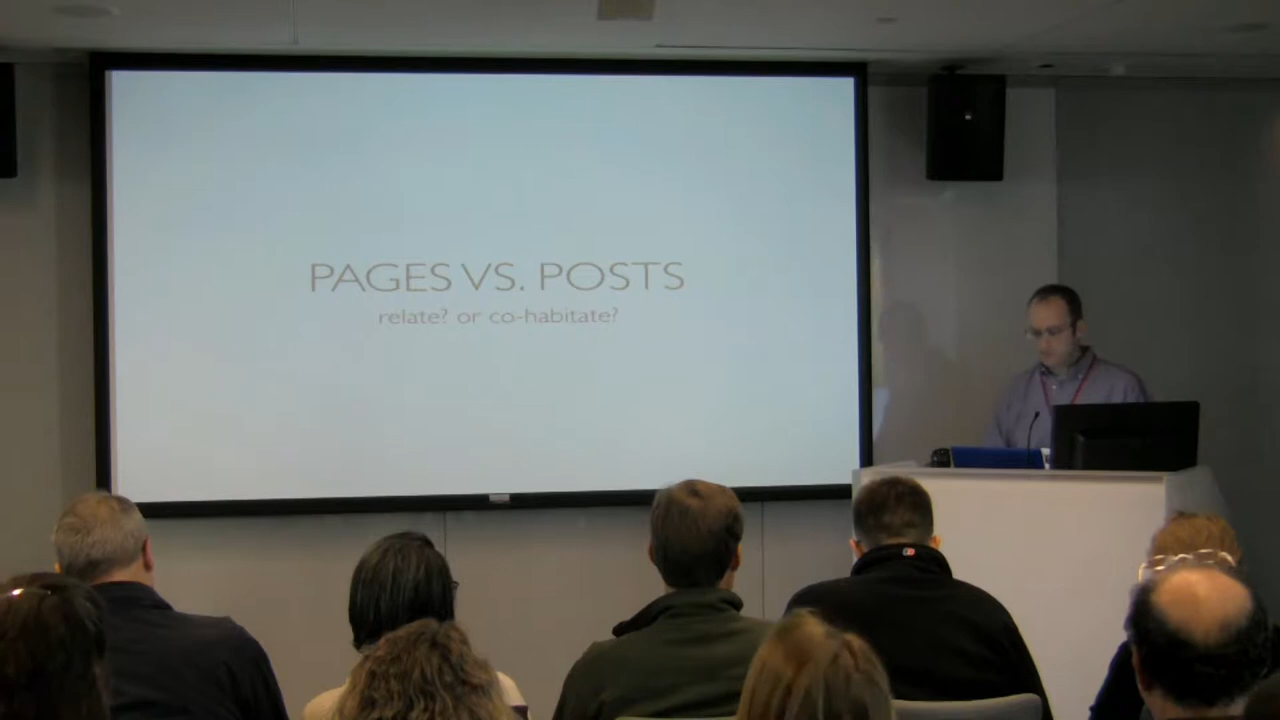 PAGES VS. POSTS
relate? or co-habitate?